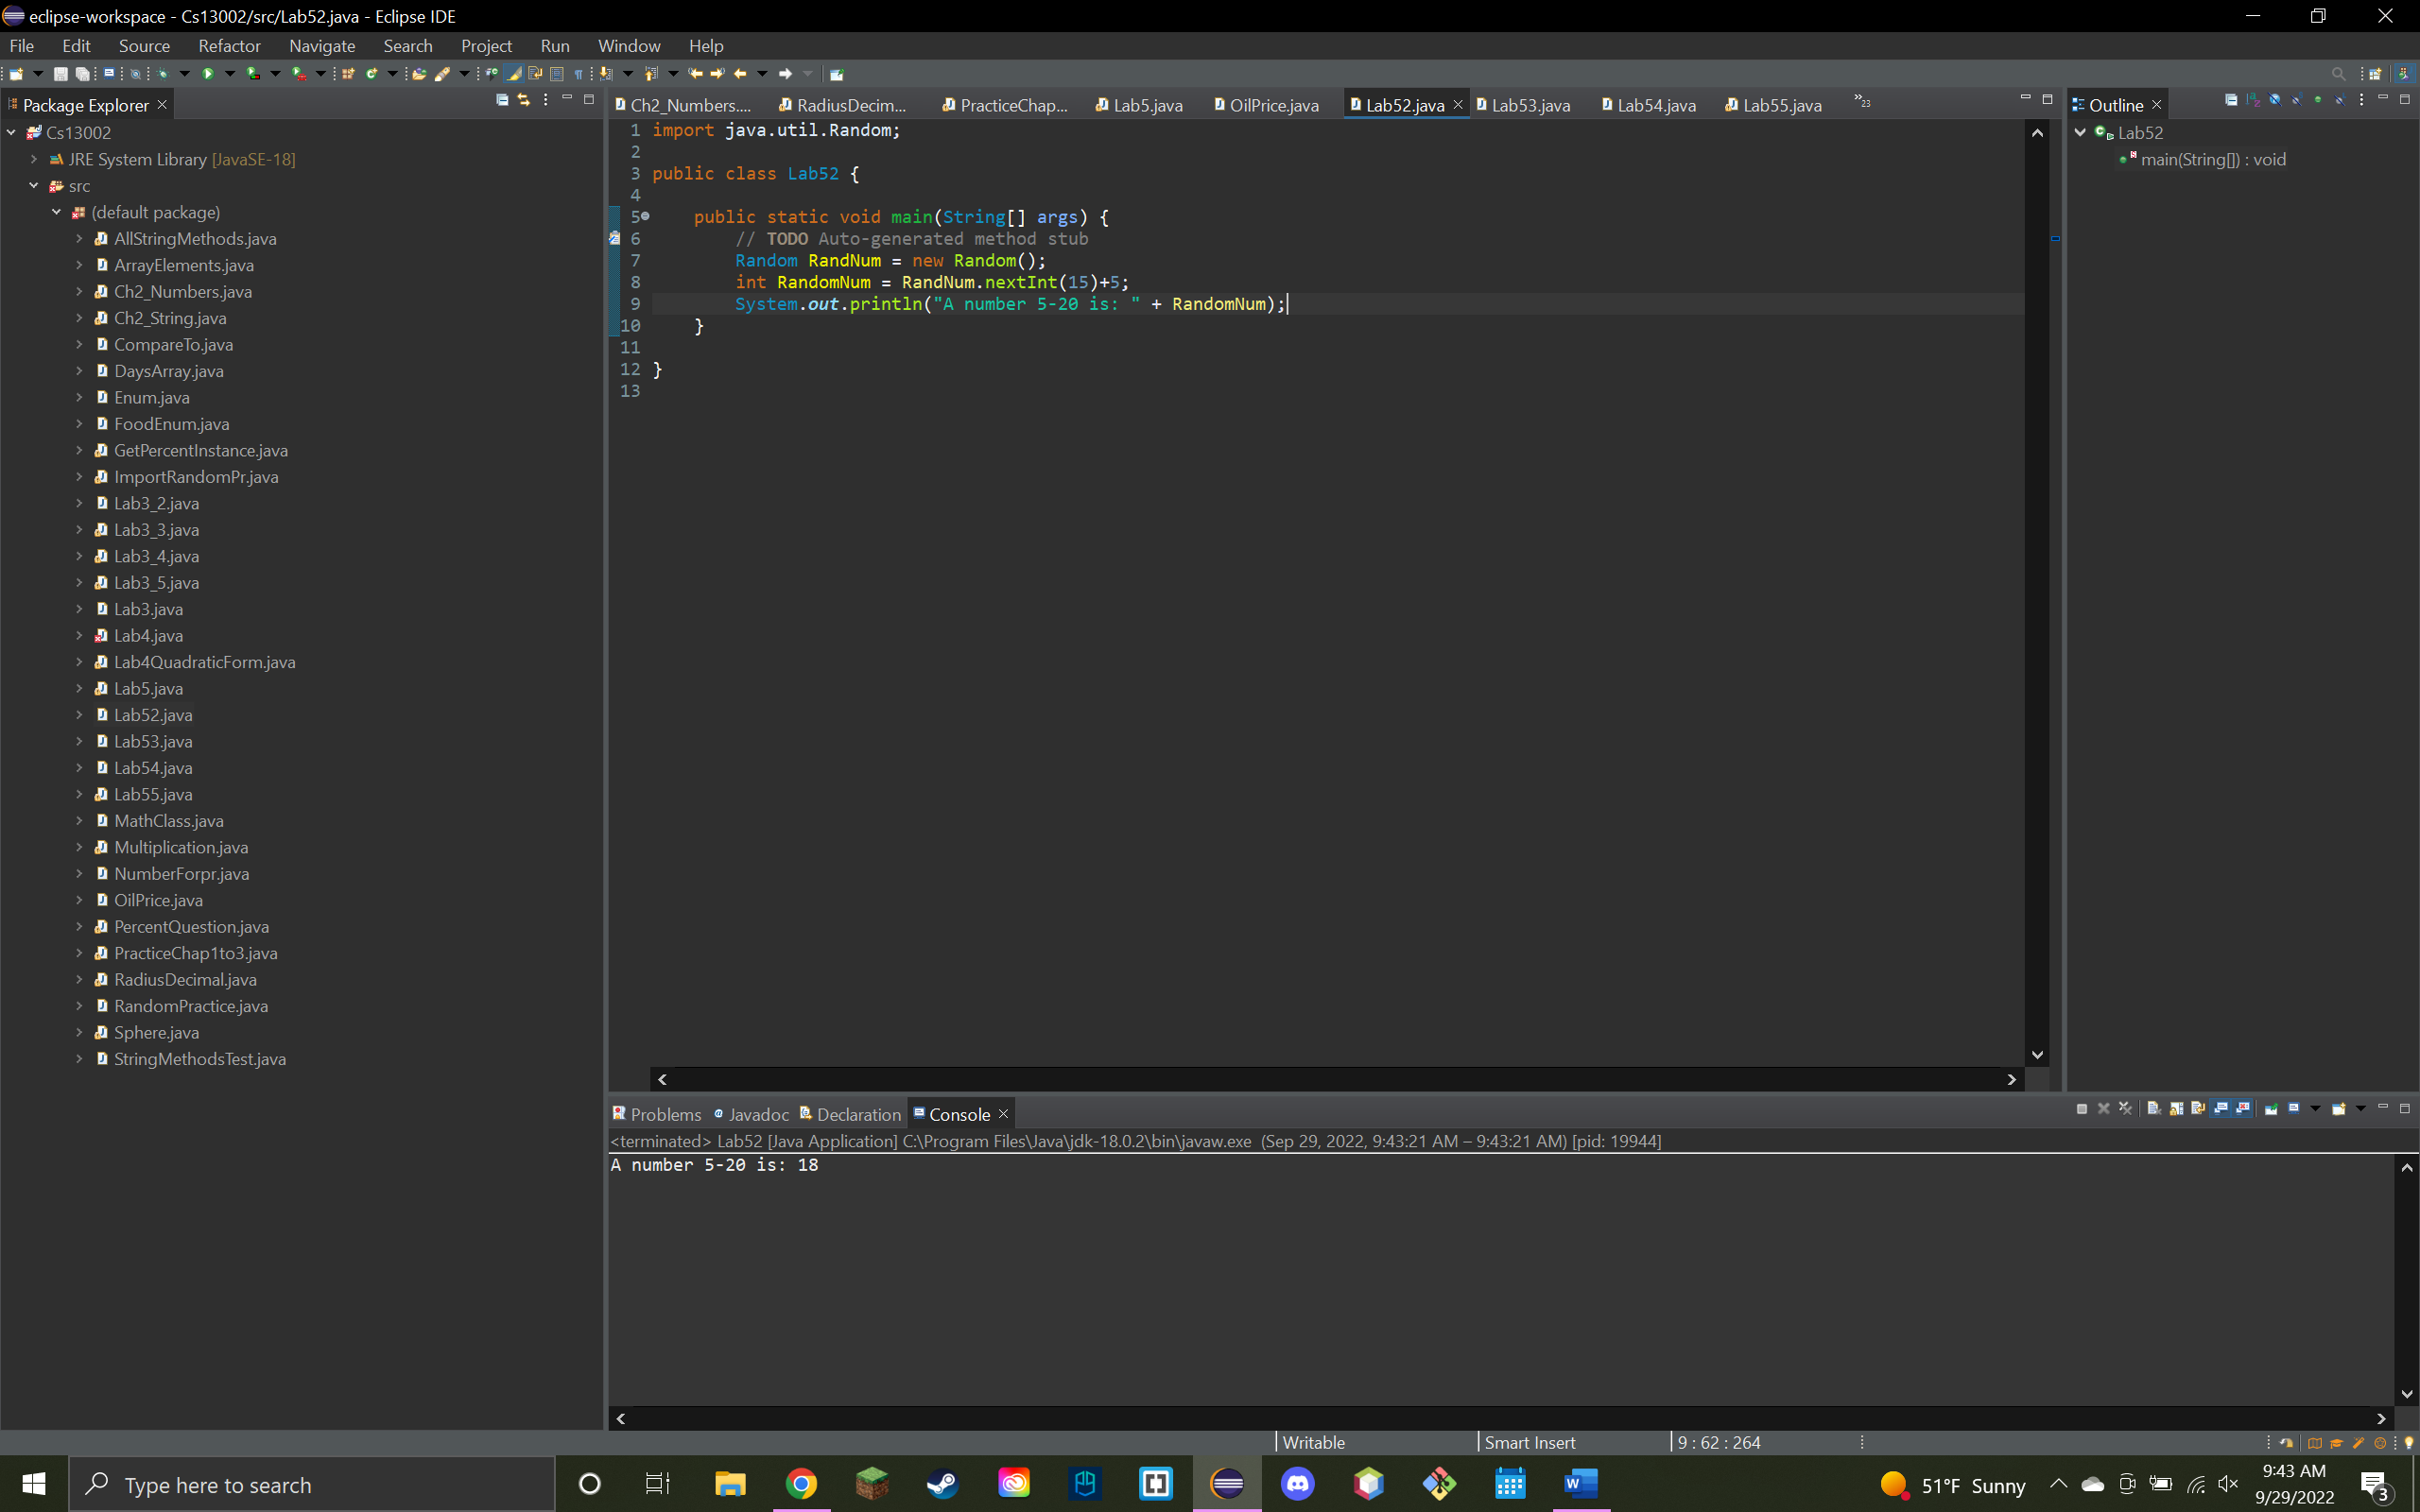 eclipse-workspace - Cs13002/src/Lab52.java - Eclipse IDE
File Edit Source Refactor Navigate Search Project Run Window Help
Package Explorer
Cs13002
JRE System Library [JavaSE-18]
src
(default package)
AllStringMethods.java
ArrayElements.java
Ch2_Numbers.java
Ch2_String.java
CompareTo.java
DaysArray.java
Enum.java
FoodEnum.java
GetPercentInstance.java
ImportRandomPr.java
Lab3_2.java
Lab3_3.java
Lab3_4.java
Lab3_5.java
Lab3.java
Lab4.java
Lab4QuadraticForm.java
Lab5.java
Lab52.java
Lab53.java
Lab54.java
Lab55.java
MathClass.java
Multiplication.java
NumberForpr.java
OilPrice.java
PercentQuestion.java
PracticeChap1to3.java
RadiusDecimal.java
RandomPractice.java
Sphere.java
StringMethodsTest.java
Ch2_Numbers.... RadiusDecim... PracticeChap... Lab5.java OilPrice.java Lab52.java Lab53.java Lab54.java Lab55.java »23
1 import java.util.Random;
2
3 public class Lab52 {
4
5 public static void main(String[] args) {
6 // TODO Auto-generated method stub
7 Random RandNum = new Random();
8 int RandomNum = RandNum.nextInt(15)+5;
9 System.out.println("A number 5-20 is: " + RandomNum);
10 }
11
12 }
13
Outline
Lab52
main(String[]) : void
Problems Javadoc Declaration Console
<terminated> Lab52 [Java Application] C:\Program Files\Java\jdk-18.0.2\bin\javaw.exe (Sep 29, 2022, 9:43:21 AM – 9:43:21 AM) [pid: 19944]
A number 5-20 is: 18
Writable Smart Insert 9 : 62 : 264
Type here to search
51°F Sunny
9:43 AM
9/29/2022
3